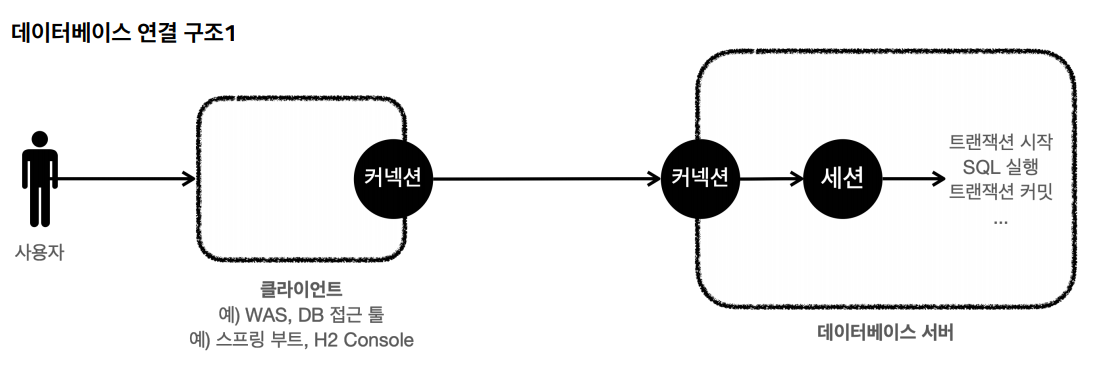 데이터베이스 연결 구조1
사용자
커넥션
클라이언트
예) WAS, DB 접근 툴
예) 스프링 부트, H2 Console
커넥션
세션
트랜잭션 시작
SQL 실행
트랜잭션 커밋
...
데이터베이스 서버